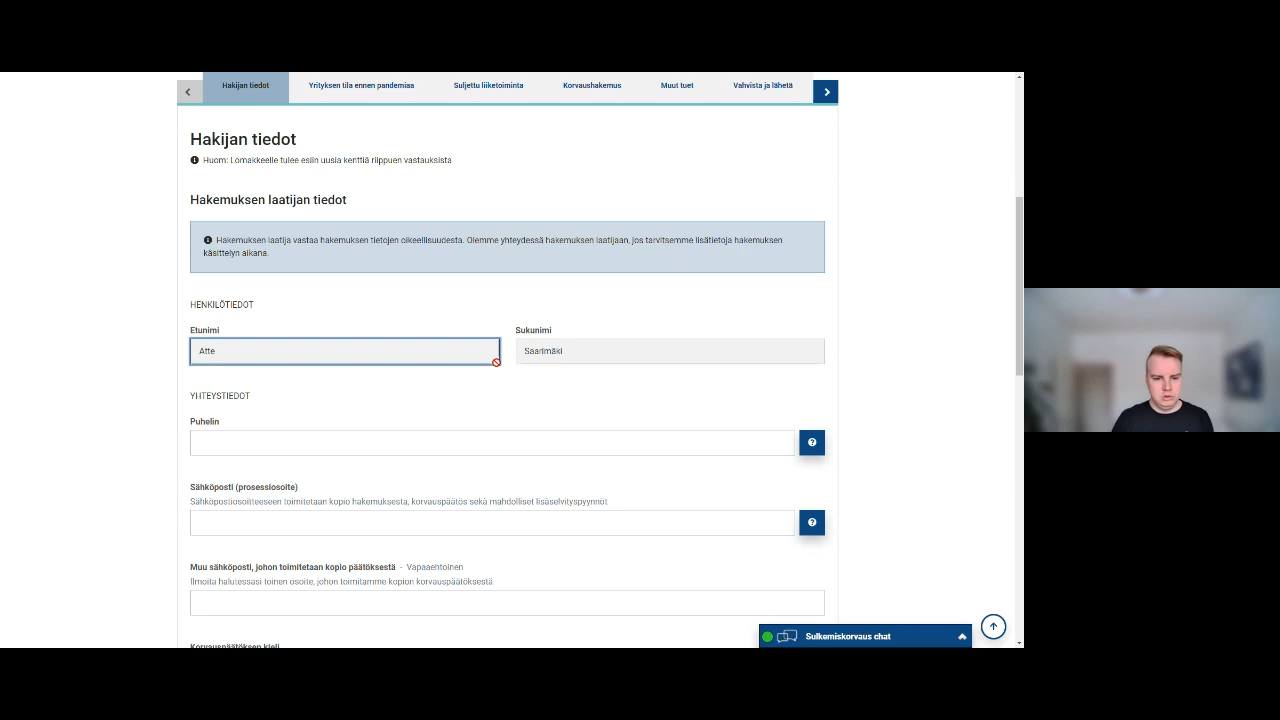 Hakijan tiedot
Yrityksen tila ennen pandemiaa
Suljettu liiketoiminta
Korvaushakemus
Muut tuet
Vahvista ja lähetä
Hakijan tiedot
Huom: Lomakkeelle tulee esiin uusia kenttiä riippuen vastauksista
Hakemuksen laatijan tiedot
Hakemuksen laatija vastaa hakemuksen tietojen oikeellisuudesta. Olemme yhteydessä hakemuksen laatijaan, jos tarvitsemme lisätietoja hakemuksen
käsittelyn aikana.
HENKILÖTIEDOT
Etunimi
Sukunimi
Atte
Saarimäki
YHTEYSTIEDOT
Puhelin
Sähköposti (prosessiosoite)
Sähköpostiosoitteeseen toimitetaan kopio hakemuksesta, korvauspäätös sekä mahdolliset lisäselvityspyynnöt
Muu sähköposti, johon toimitetaan kopio päätöksestä - Vapaaehtoinen
Ilmoita halutessasi toinen osoite, johon toimitamme kopion korvauspäätöksestä
Sulkemiskorvaus chat
Korvauspäätöksen kieli